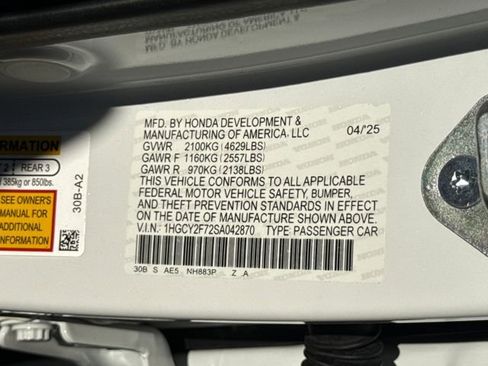 MFD. BY HONDA DEVELOPMENT &
MANUFACTURING OF AMERICA, LLC 04/25
GVWR 2100KG (4629LBS)
GAWR F 1160KG (2557LBS)
GAWR R 970KG (2138LBS)
THIS VEHICLE CONFORMS TO ALL APPLICABLE
FEDERAL MOTOR VEHICLE SAFETY, BUMPER,
AND THEFT PREVENTION STANDARDS IN EFFECT
ON THE DATE OF MANUFACTURE SHOWN ABOVE.
V.I.N.: 1HGCY2F72SA042870 TYPE: PASSENGER CAR
30B S AE5 NH883P Z A
ORMATION
2 REAR 3
385kg or 850lbs.
SEE OWNER'S
MANUAL FOR
ADDITIONAL
30B-A2